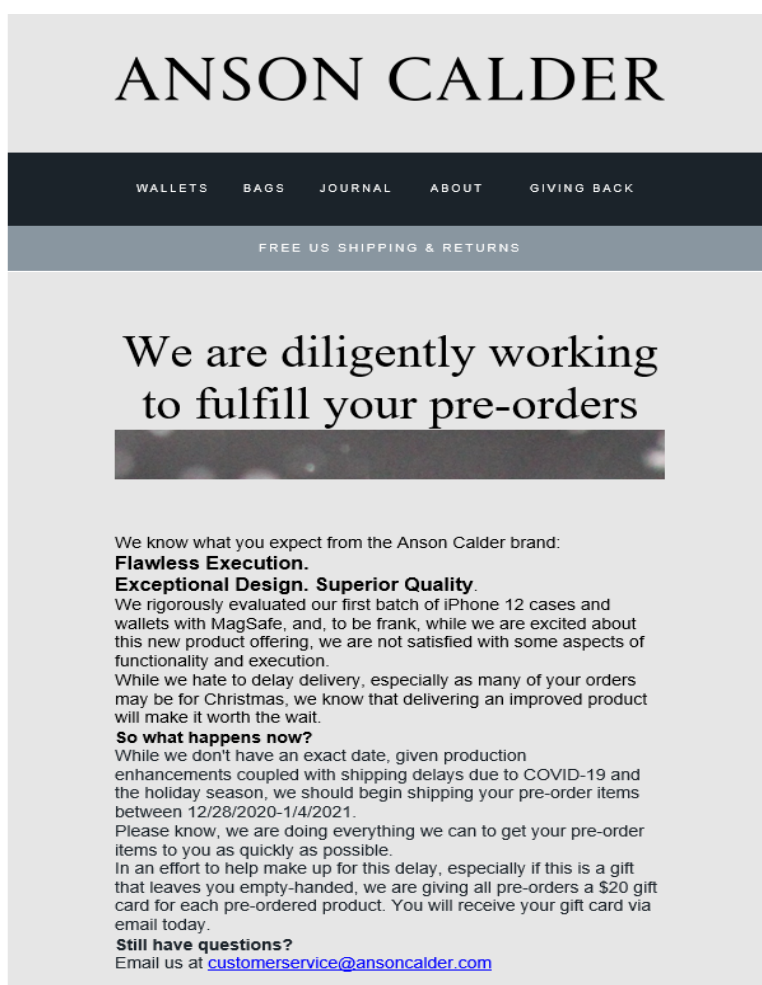 ANSON CALDER
WALLETS BAGS JOURNAL ABOUT GIVING BACK
FREE US SHIPPING & RETURNS
We are diligently working
to fulfill your pre-orders
We know what you expect from the Anson Calder brand:
Flawless Execution.
Exceptional Design. Superior Quality.
We rigorously evaluated our first batch of iPhone 12 cases and
wallets with MagSafe, and, to be frank, while we are excited about
this new product offering, we are not satisfied with some aspects of
functionality and execution.
While we hate to delay delivery, especially as many of your orders
may be for Christmas, we know that delivering an improved product
will make it worth the wait.
So what happens now?
While we don't have an exact date, given production
enhancements coupled with shipping delays due to COVID-19 and
the holiday season, we should begin shipping your pre-order items
between 12/28/2020-1/4/2021.
Please know, we are doing everything we can to get your pre-order
items to you as quickly as possible.
In an effort to help make up for this delay, especially if this is a gift
that leaves you empty-handed, we are giving all pre-orders a $20 gift
card for each pre-ordered product. You will receive your gift card via
email today.
Still have questions?
Email us at customerservice@ansoncalder.com